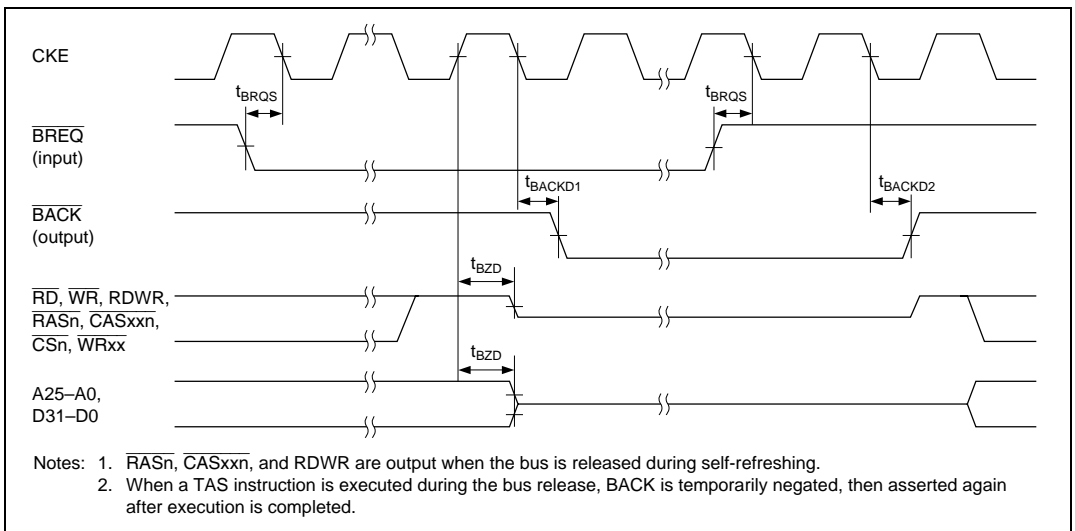 CKE
tBRQS
tBRQS
BREQ
(input)
tBACKD1
tBACKD2
BACK
(output)
tBZD
RD, WR, RDWR,
RASn, CASxxn,
CSn, WRxx
tBZD
A25–A0,
D31–D0
Notes: 1. RASn, CASxxn, and RDWR are output when the bus is released during self-refreshing.
2. When a TAS instruction is executed during the bus release, BACK is temporarily negated, then asserted again
after execution is completed.